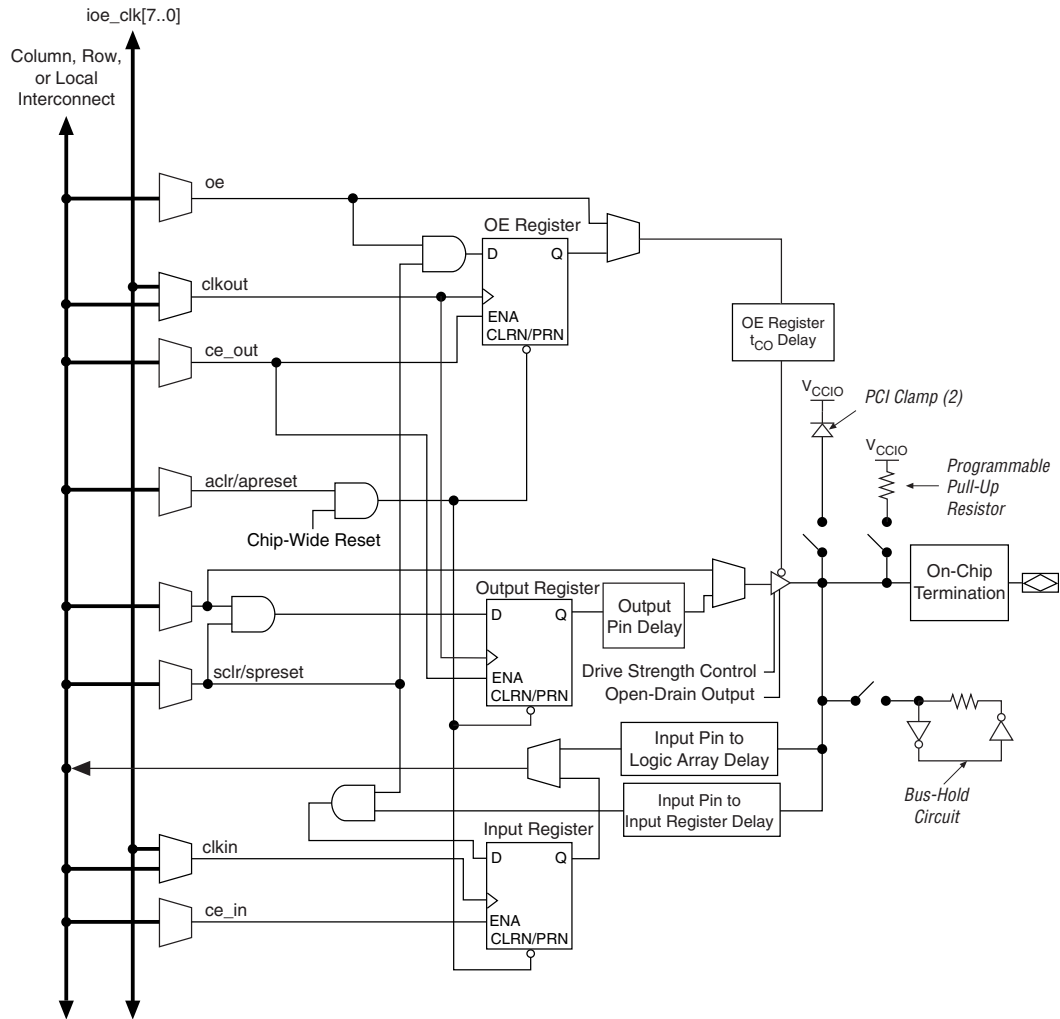 ioe_clk[7..0]
Column, Row,
or Local
Interconnect
oe
OE Register
D
Q
clkout
ENA
CLRN/PRN
OE Register
tCO Delay
ce_out
VCCIO
PCI Clamp (2)
VCCIO
Programmable
Pull-Up
Resistor
aclr/apreset
Chip-Wide Reset
Output Register
D
Q
Output
Pin Delay
On-Chip
Termination
ENA
CLRN/PRN
sclr/spreset
Drive Strength Control
Open-Drain Output
Input Pin to
Logic Array Delay
Input Pin to
Input Register Delay
Bus-Hold
Circuit
Input Register
D
Q
clkin
ce_in
ENA
CLRN/PRN